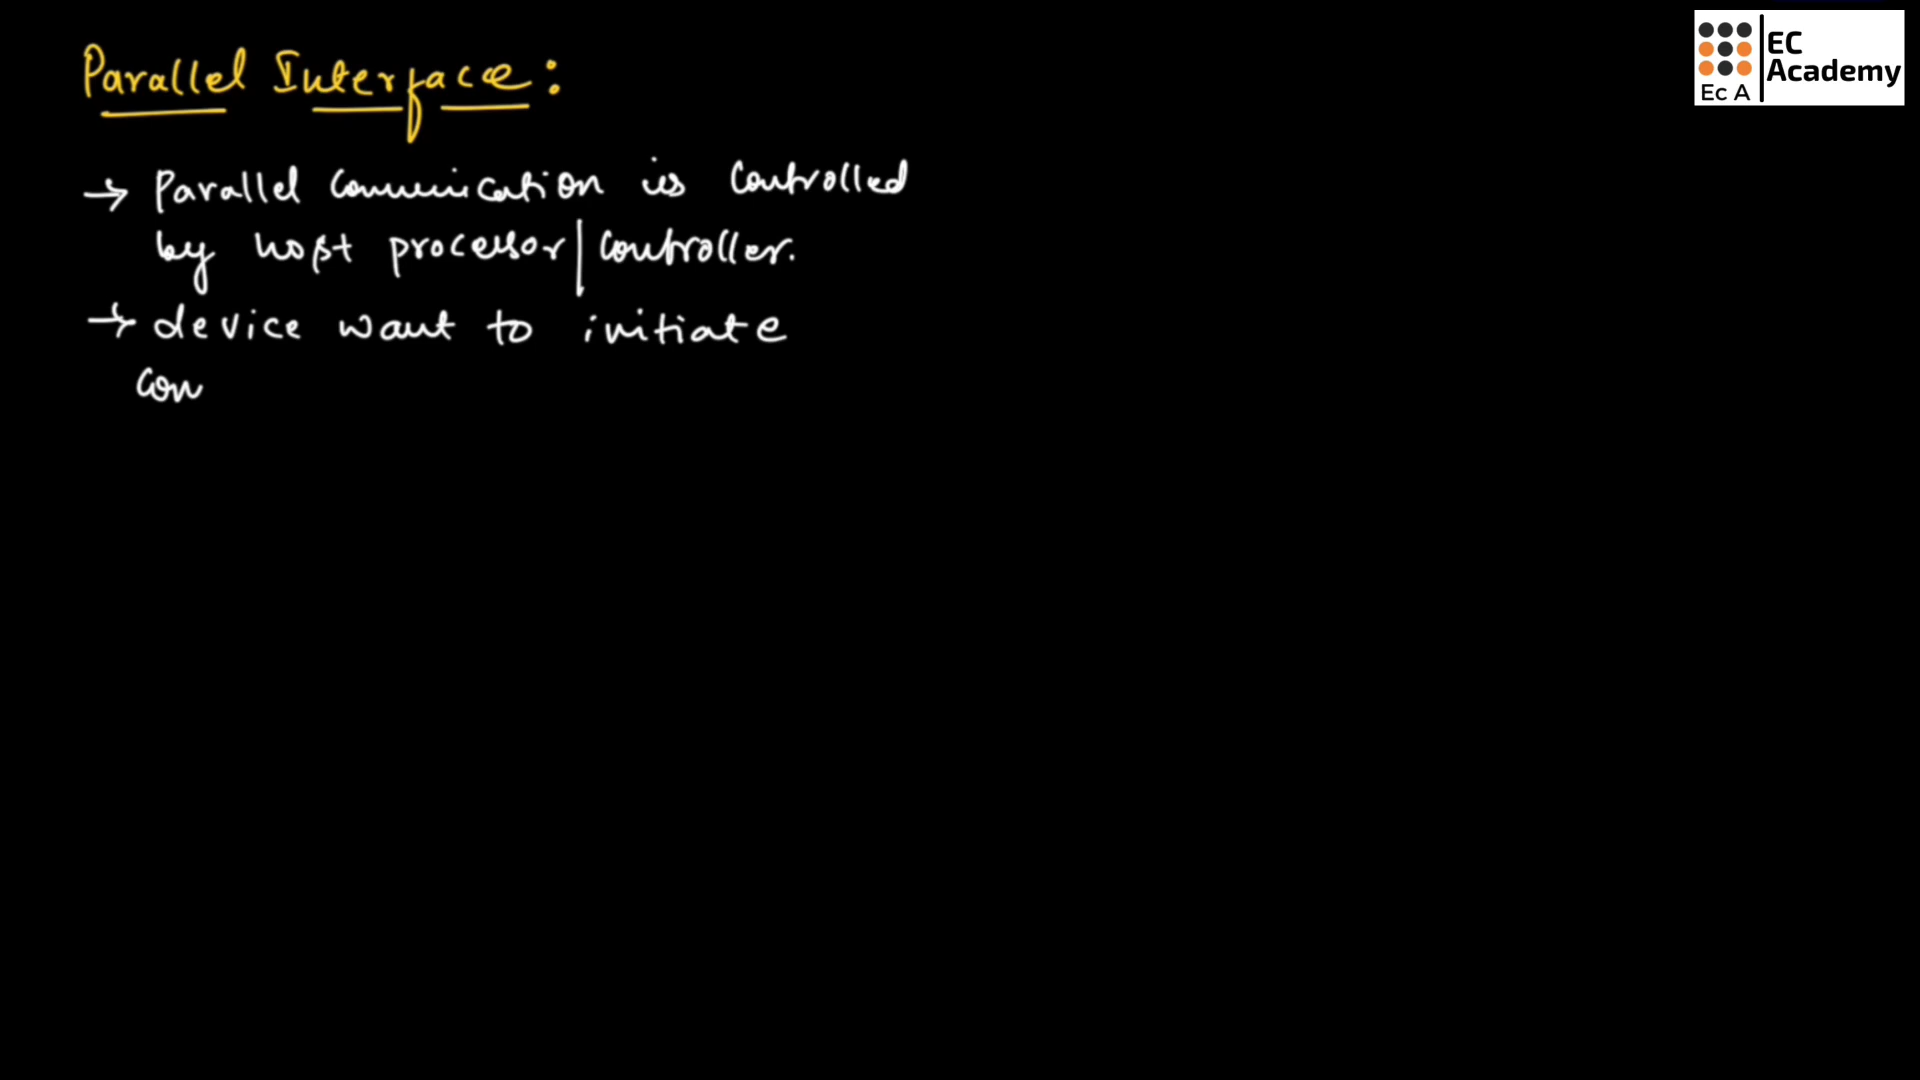 Parallel Interface:
→ Parallel Communication is Controlled
by host processor/controller.
→ device want to initiate
con
EC
Academy
Ec A